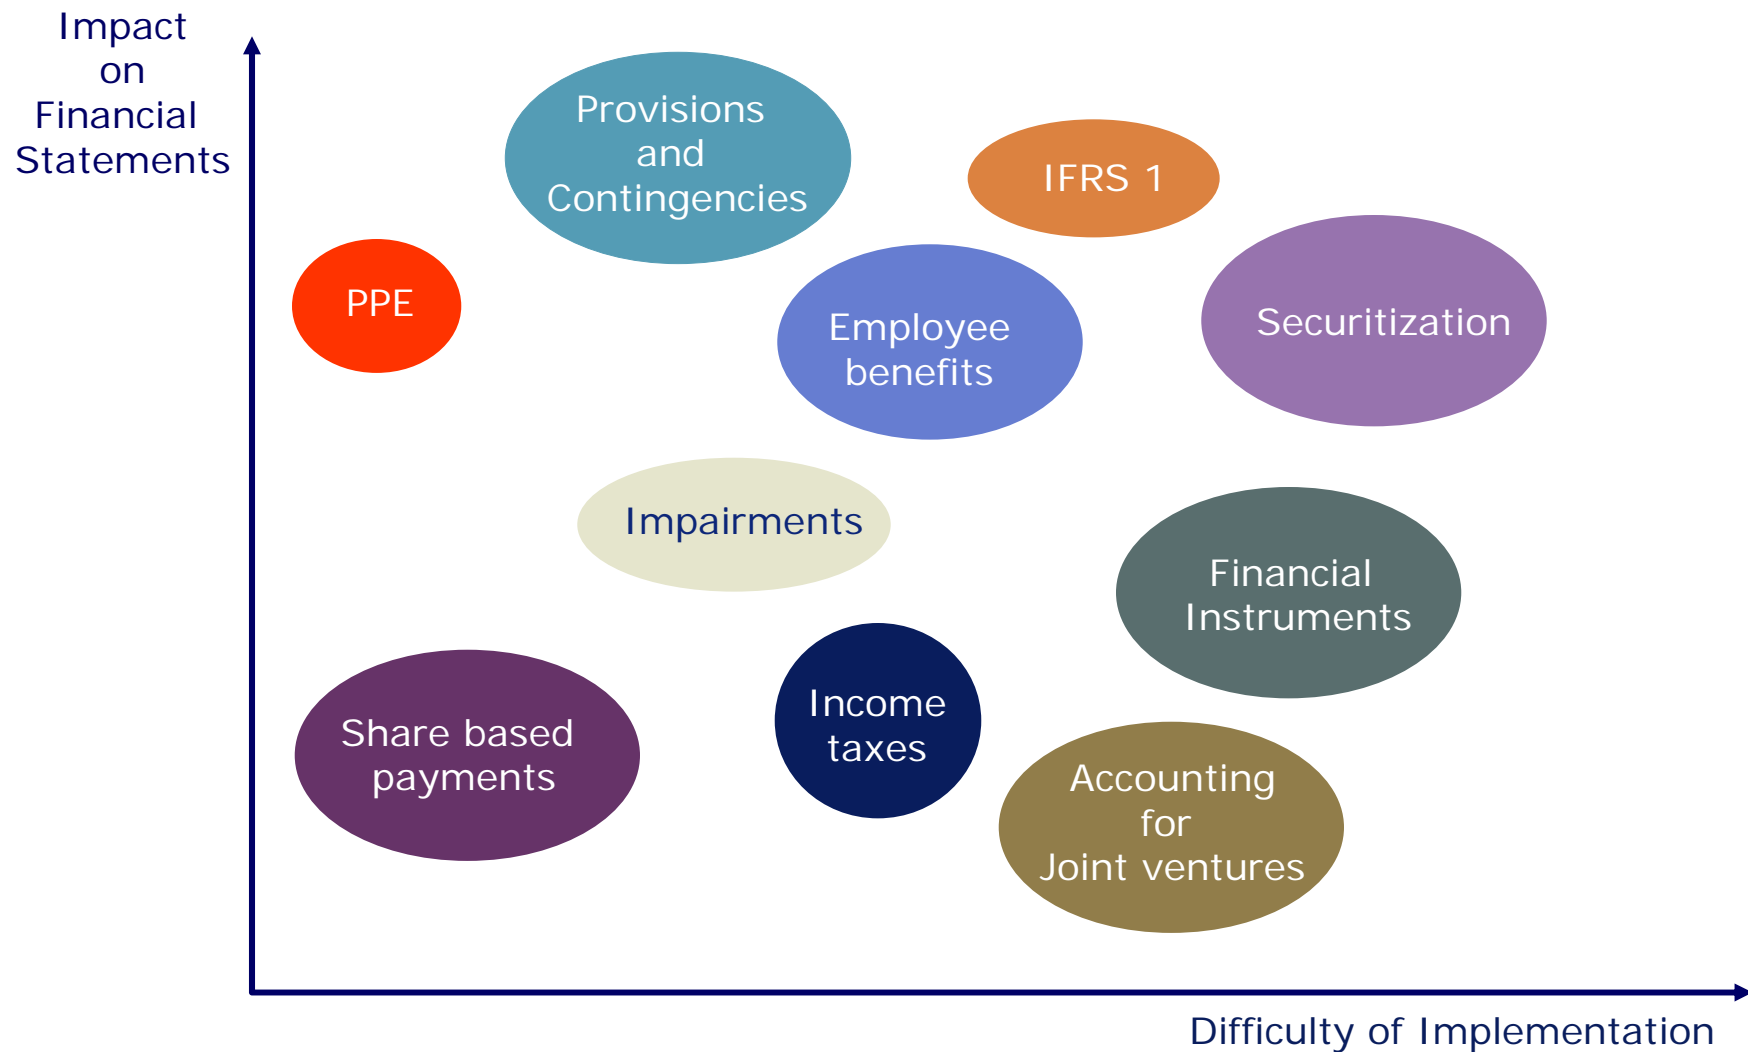 Impact
on
Financial
Statements
Provisions
and
Contingencies
IFRS 1
PPE
Employee
benefits
Securitization
Impairments
Financial
Instruments
Share based
payments
Income
taxes
Accounting
for
Joint ventures
Difficulty of Implementation